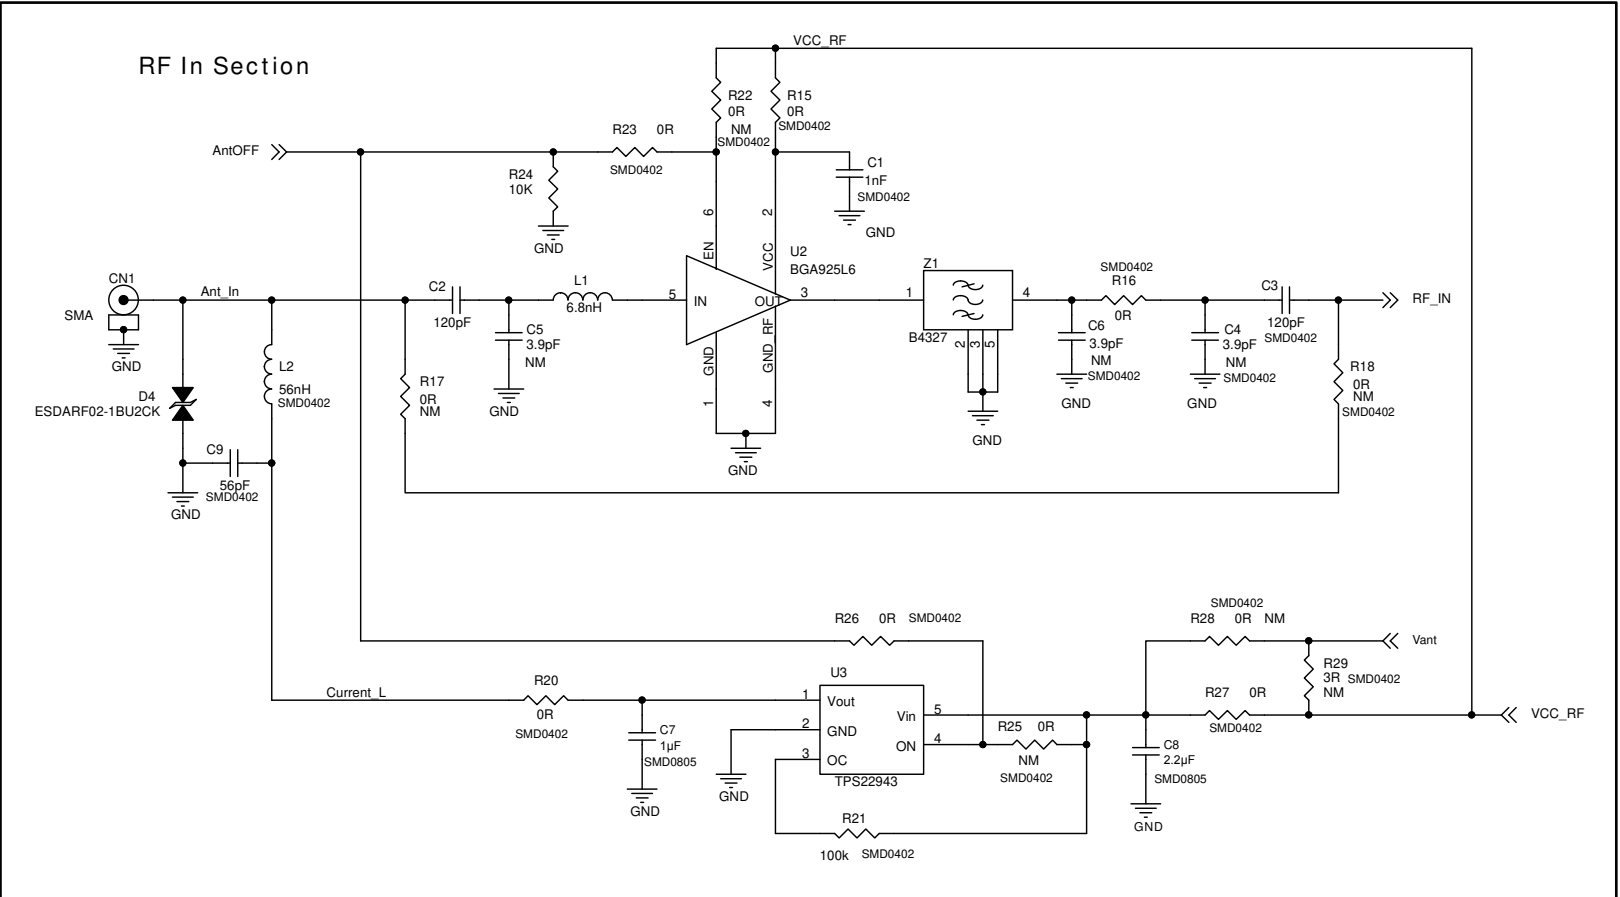 RF In Section
VCC_RF
R22
0R
NM
SMD0402
R15
0R
SMD0402
R23 0R
SMD0402
AntOFF
R24
10K
GND
C1
1nF
SMD0402
GND
6
2
EN
VCC
U2
BGA925L6
CN1
SMA
GND
Ant_In
C2
120pF
L1
6.8nH
5
IN
OUT
3
GND
GND_RF
1
4
GND
C5
3.9pF
NM
GND
Z1
1
4
B4327
2
3
5
GND
SMD0402
R16
0R
C6
3.9pF
NM
SMD0402
GND
C4
3.9pF
NM
SMD0402
GND
C3
120pF
SMD0402
RF_IN
R18
0R
NM
SMD0402
L2
56nH
SMD0402
D4
ESDARF02-1BU2CK
R17
0R
NM
C9
56pF
SMD0402
GND
R26 0R SMD0402
SMD0402
R28 0R NM
Vant
R29
3R SMD0402
NM
R27 0R
SMD0402
VCC_RF
Current_L
R20
0R
SMD0402
C7
1µF
SMD0805
GND
U3
1
Vout
2
GND
3
OC
Vin
5
ON
4
TPS22943
GND
R25 0R
NM
SMD0402
C8
2.2µF
SMD0805
GND
R21
100k SMD0402